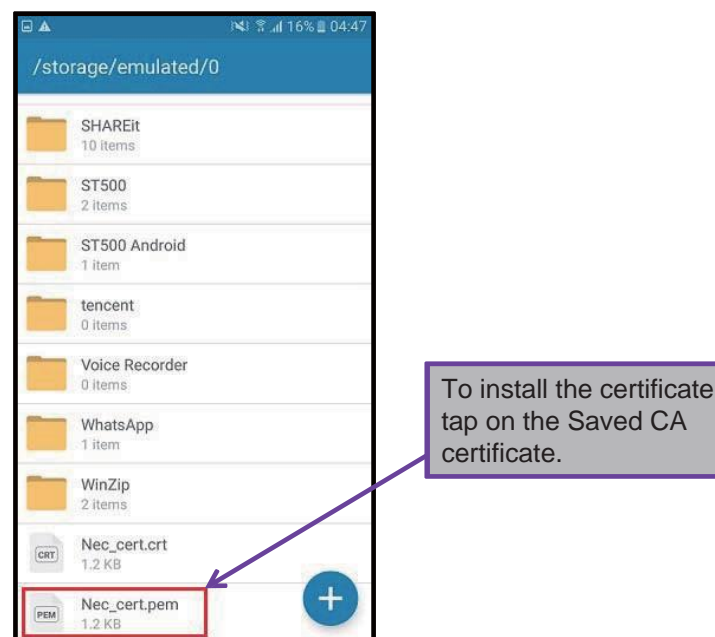 16% 04:47
/storage/emulated/0
SHAREit
10 items
ST500
2 items
ST500 Android
1 item
tencent
0 items
Voice Recorder
0 items
WhatsApp
1 item
WinZip
2 items
CRT
Nec_cert.crt
1.2 KB
PEM
Nec_cert.pem
1.2 KB
+
To install the certificate
tap on the Saved CA
certificate.